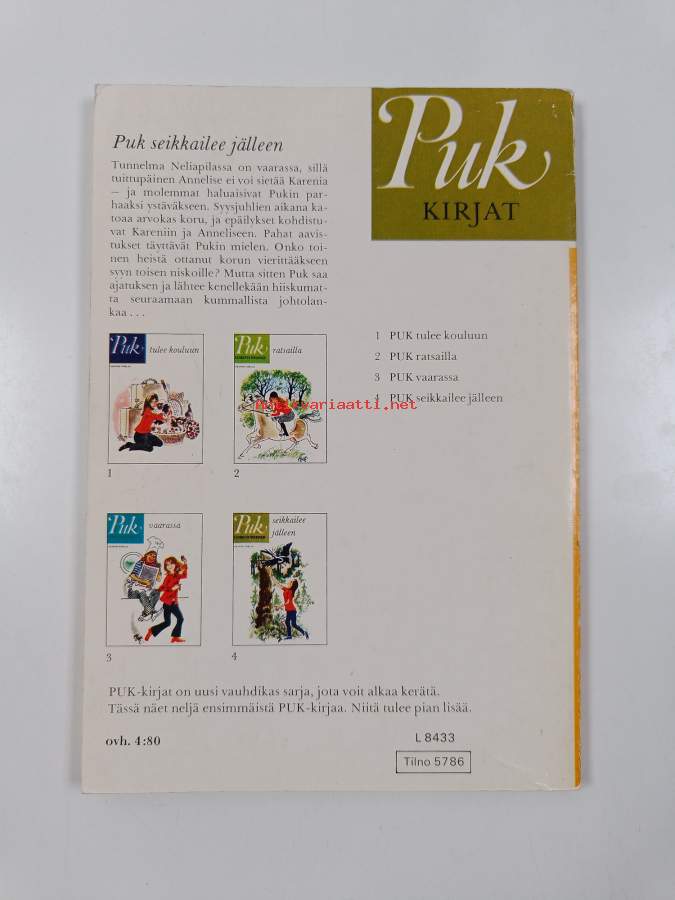 Puk
KIRJAT
Puk seikkailee jälleen
Tunnelma Neliapilassa on vaarassa, sillä
tuittupäinen Annelise ei voi sietää Karenia
— ja molemmat haluaisivat Pukin par-
haaksi ystäväkseen. Syysjuhlien aikana ka-
toaa arvokas koru, ja epäilykset kohdistu-
vat Kareniin ja Anneliseen. Pahat aavis-
tukset täyttävät Pukin mielen. Onko toi-
nen heistä ottanut korun vierittääkseen
syyn toisen niskoille? Mutta sitten Puk saa
ajatuksen ja lähtee kenellekään hiiskumat-
ta seuraamaan kummallista johtolan-
kaa . . .
Puk tulee kouluun
1
Puk ratsailla
2
Puk vaarassa
3
Puk seikkailee
jälleen
4
1 PUK tulee kouluun
2 PUK ratsailla
3 PUK vaarassa
4 PUK seikkailee jälleen
antikvariaatti.net
PUK-kirjat on uusi vauhdikas sarja, jota voit alkaa kerätä.
Tässä näet neljä ensimmäistä PUK-kirjaa. Niitä tulee pian lisää.
ovh. 4:80
L 8433
Tilno 5786